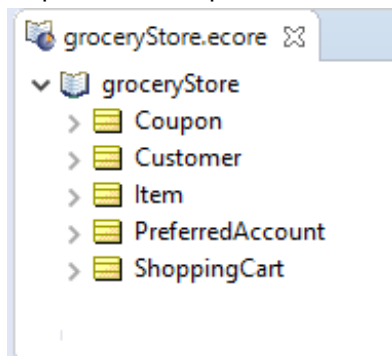 groceryStore.ecore
groceryStore
Coupon
Customer
Item
PreferredAccount
ShoppingCart